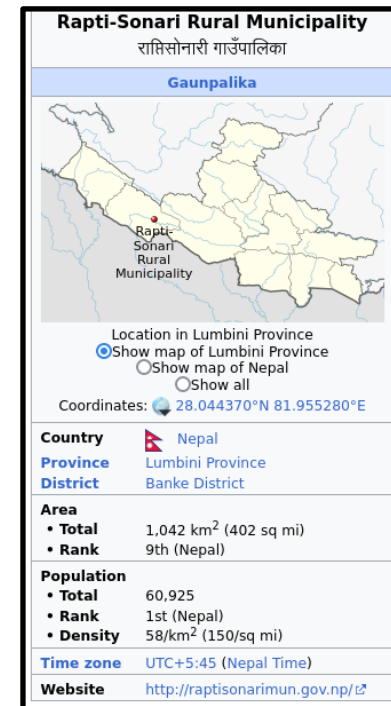 Rapti-Sonari Rural Municipality
राप्तिसोनारी गाउँपालिका
Gaunpalika
Rapti-
Sonari
Rural
Municipality
Location in Lumbini Province
Show map of Lumbini Province
Show map of Nepal
Show all
Coordinates: 28.044370°N 81.955280°E
Country Nepal
Province Lumbini Province
District Banke District
Area
• Total 1,042 km² (402 sq mi)
• Rank 9th (Nepal)
Population
• Total 60,925
• Rank 1st (Nepal)
• Density 58/km² (150/sq mi)
Time zone UTC+5:45 (Nepal Time)
Website http://raptisonarimun.gov.np/